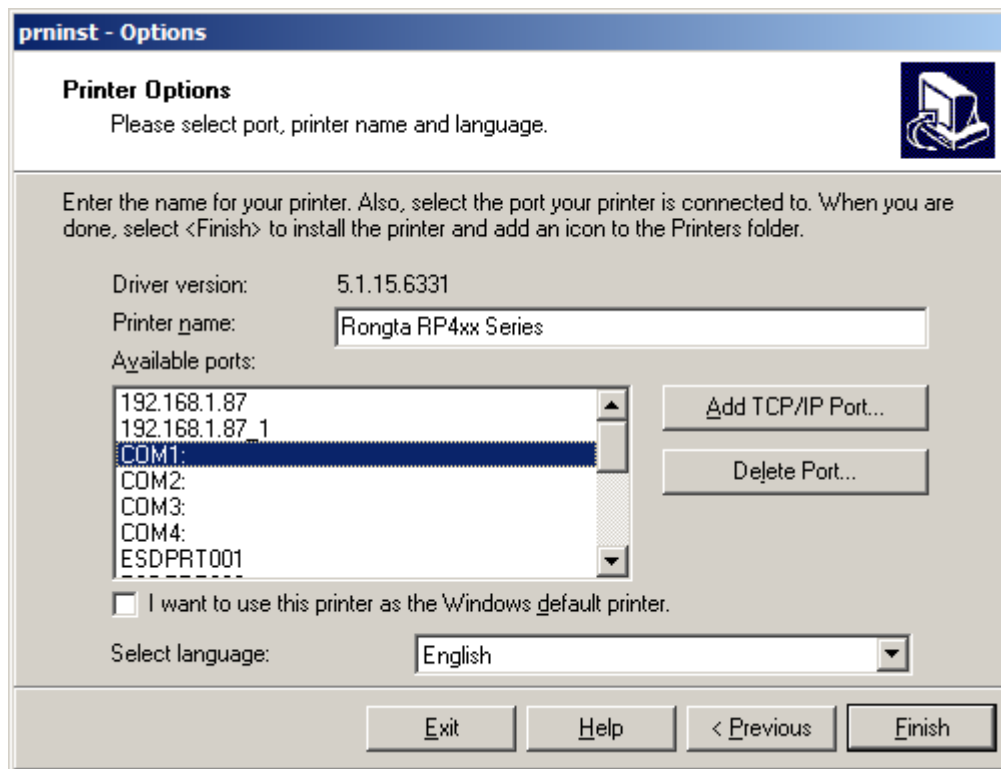 prninst - Options
Printer Options
Please select port, printer name and language.
Enter the name for your printer. Also, select the port your printer is connected to. When you are
done, select <Finish> to install the printer and add an icon to the Printers folder.
Driver version: 5.1.15.6331
Printer name: Rongta RP4xx Series
Available ports:
192.168.1.87
192.168.1.87_1
COM1:
COM2:
COM3:
COM4:
ESDPRT001
Add TCP/IP Port...
Delete Port...
I want to use this printer as the Windows default printer.
Select language: English
Exit
Help
< Previous
Finish